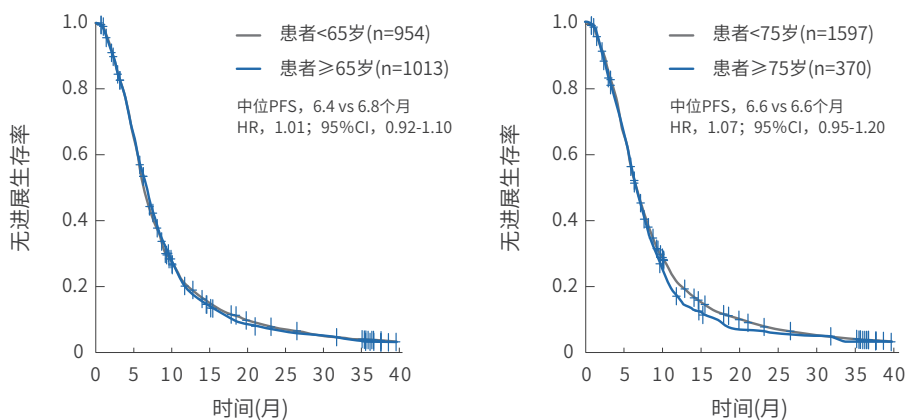 1.0
0.8
0.6
0.4
0.2
0
无进展生存率
患者<65岁(n=954)
患者≥65岁(n=1013)
中位PFS，6.4 vs 6.8个月
HR，1.01；95%CI，0.92-1.10
0 5 10 15 20 25 30 35 40
时间(月)
1.0
0.8
0.6
0.4
0.2
0
无进展生存率
患者<75岁(n=1597)
患者≥75岁(n=370)
中位PFS，6.6 vs 6.6个月
HR，1.07；95%CI，0.95-1.20
0 5 10 15 20 25 30 35 40
时间(月)